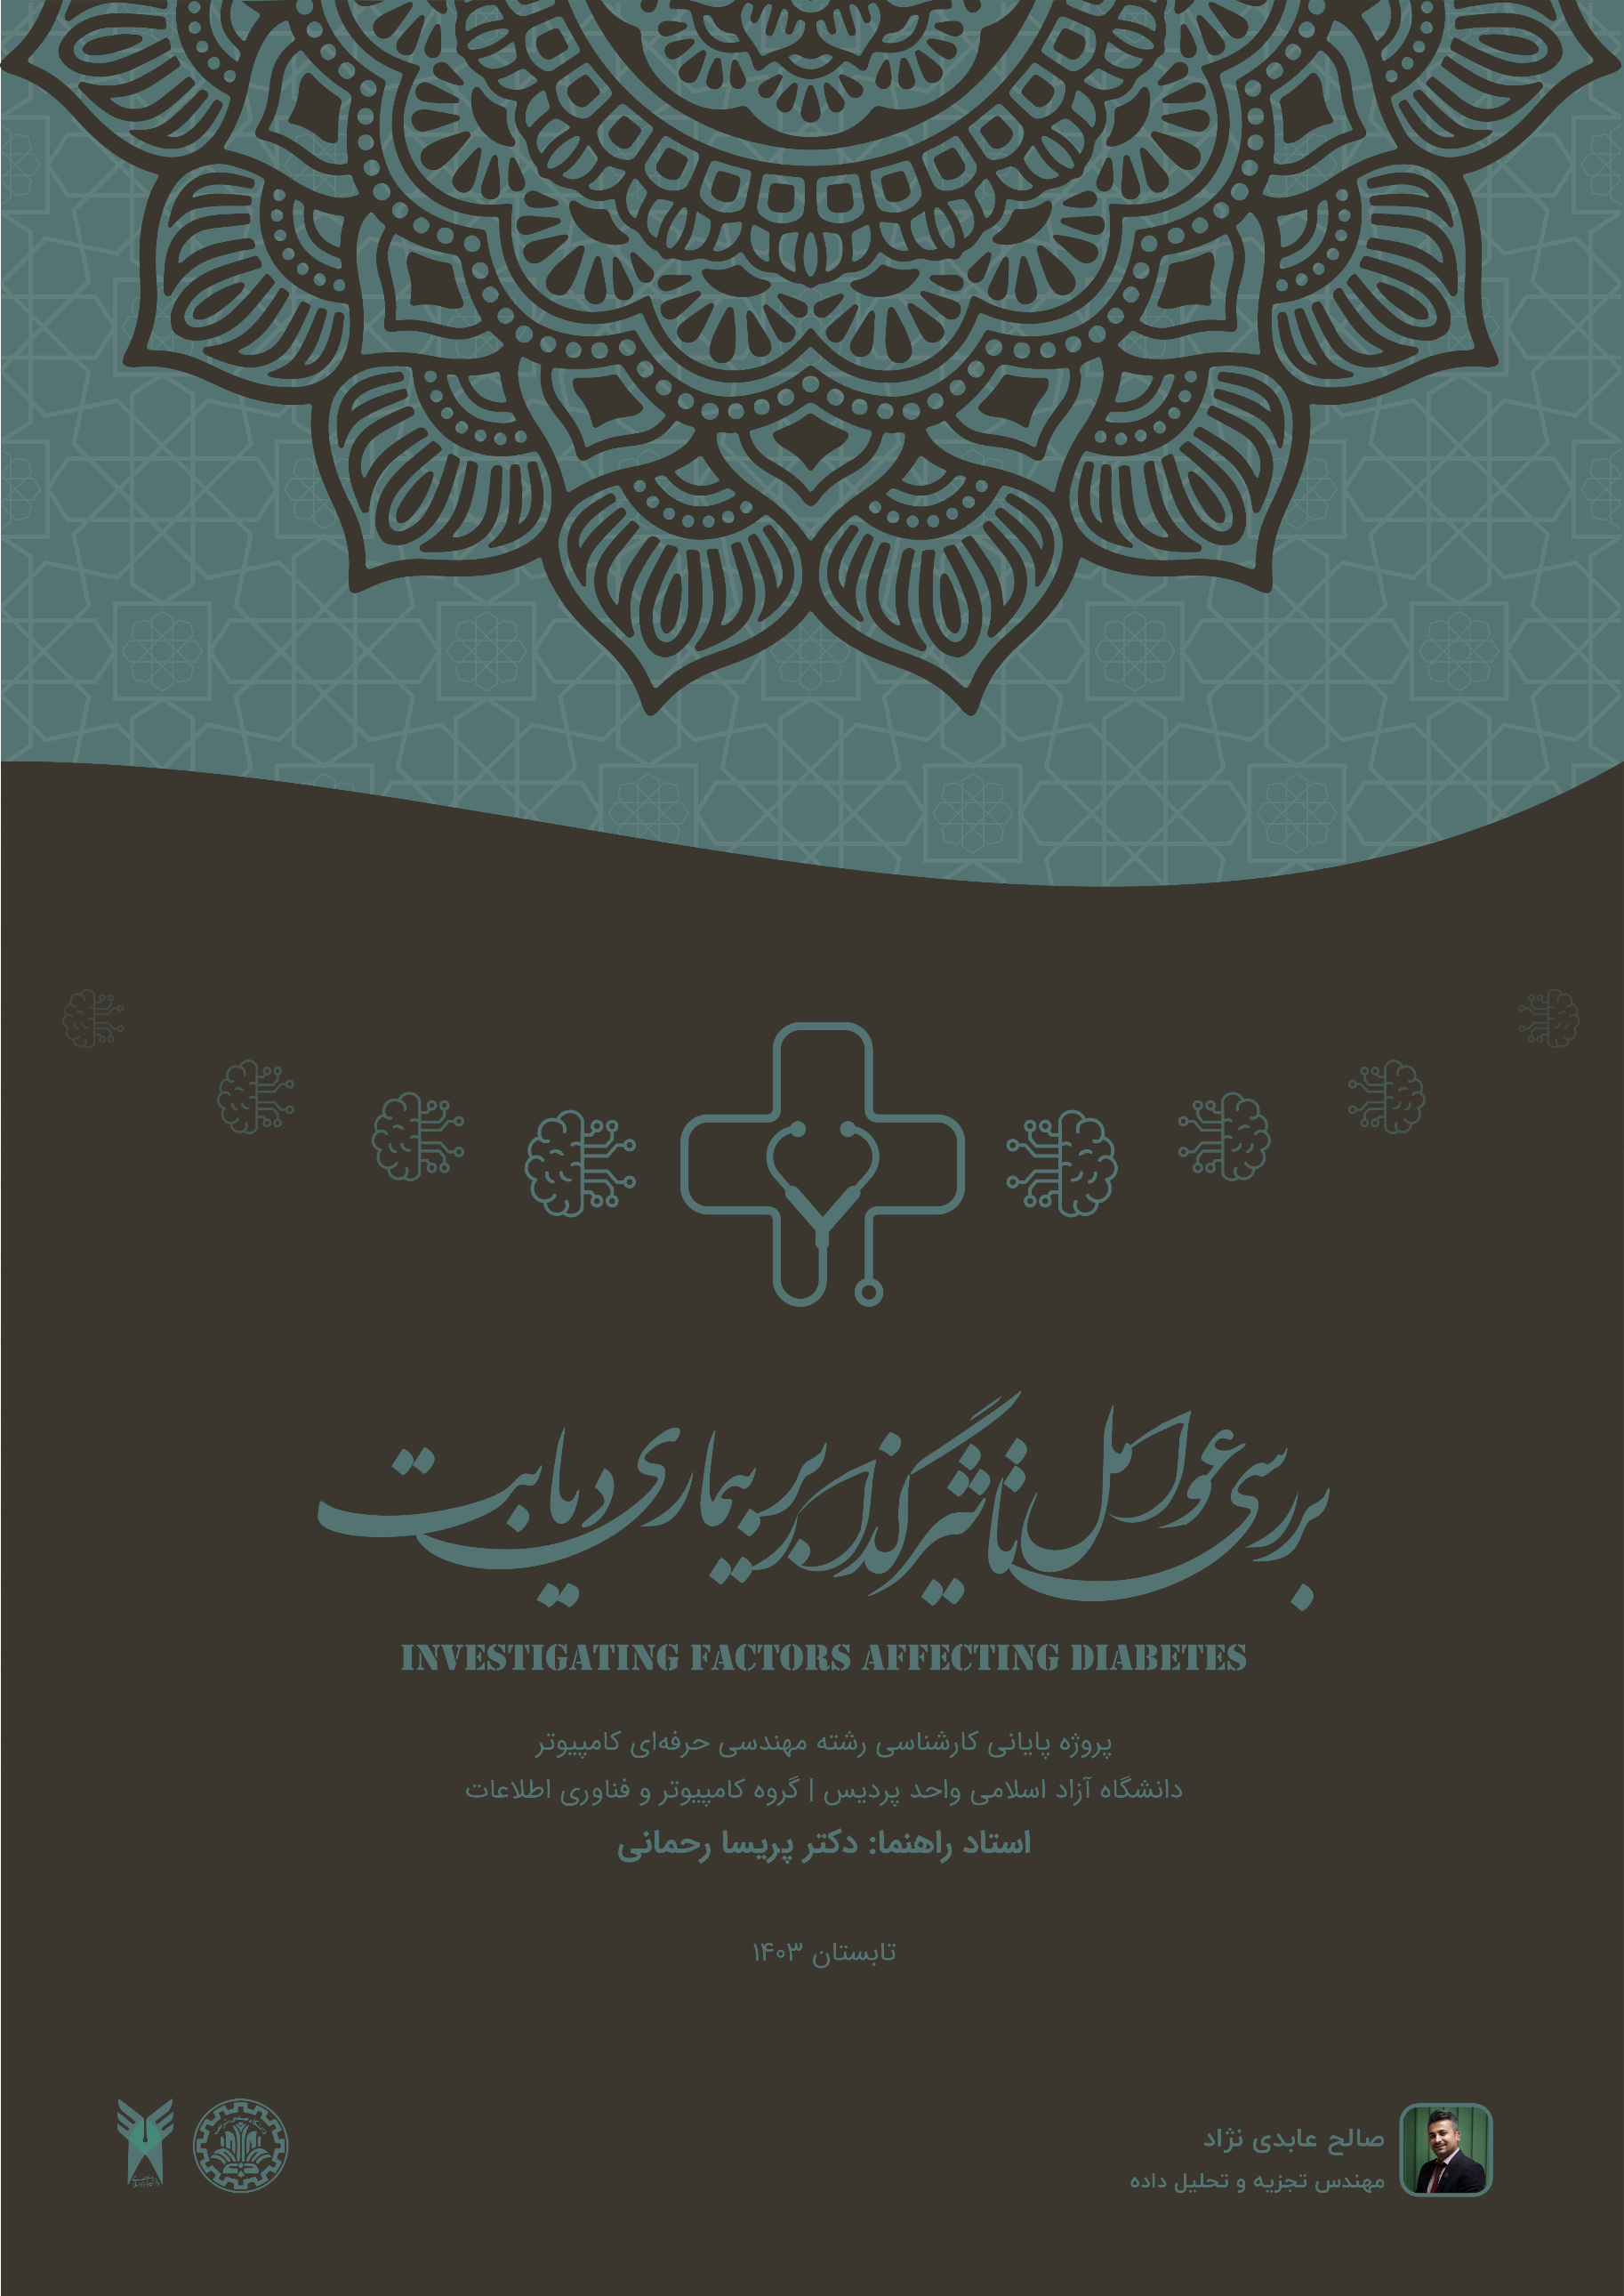 بررسی عوامل تاثیرگذار بر بیماری دیابت
INVESTIGATING FACTORS AFFECTING DIABETES
پروژه پایانی کارشناسی رشته مهندسی حرفه‌ای کامپیوتر
دانشگاه آزاد اسلامی واحد پردیس | گروه کامپیوتر و فناوری اطلاعات
استاد راهنما: دکتر پریسا رحمانی
تابستان ۱۴۰۳
صالح عابدی نژاد
مهندس تجزیه و تحلیل داده